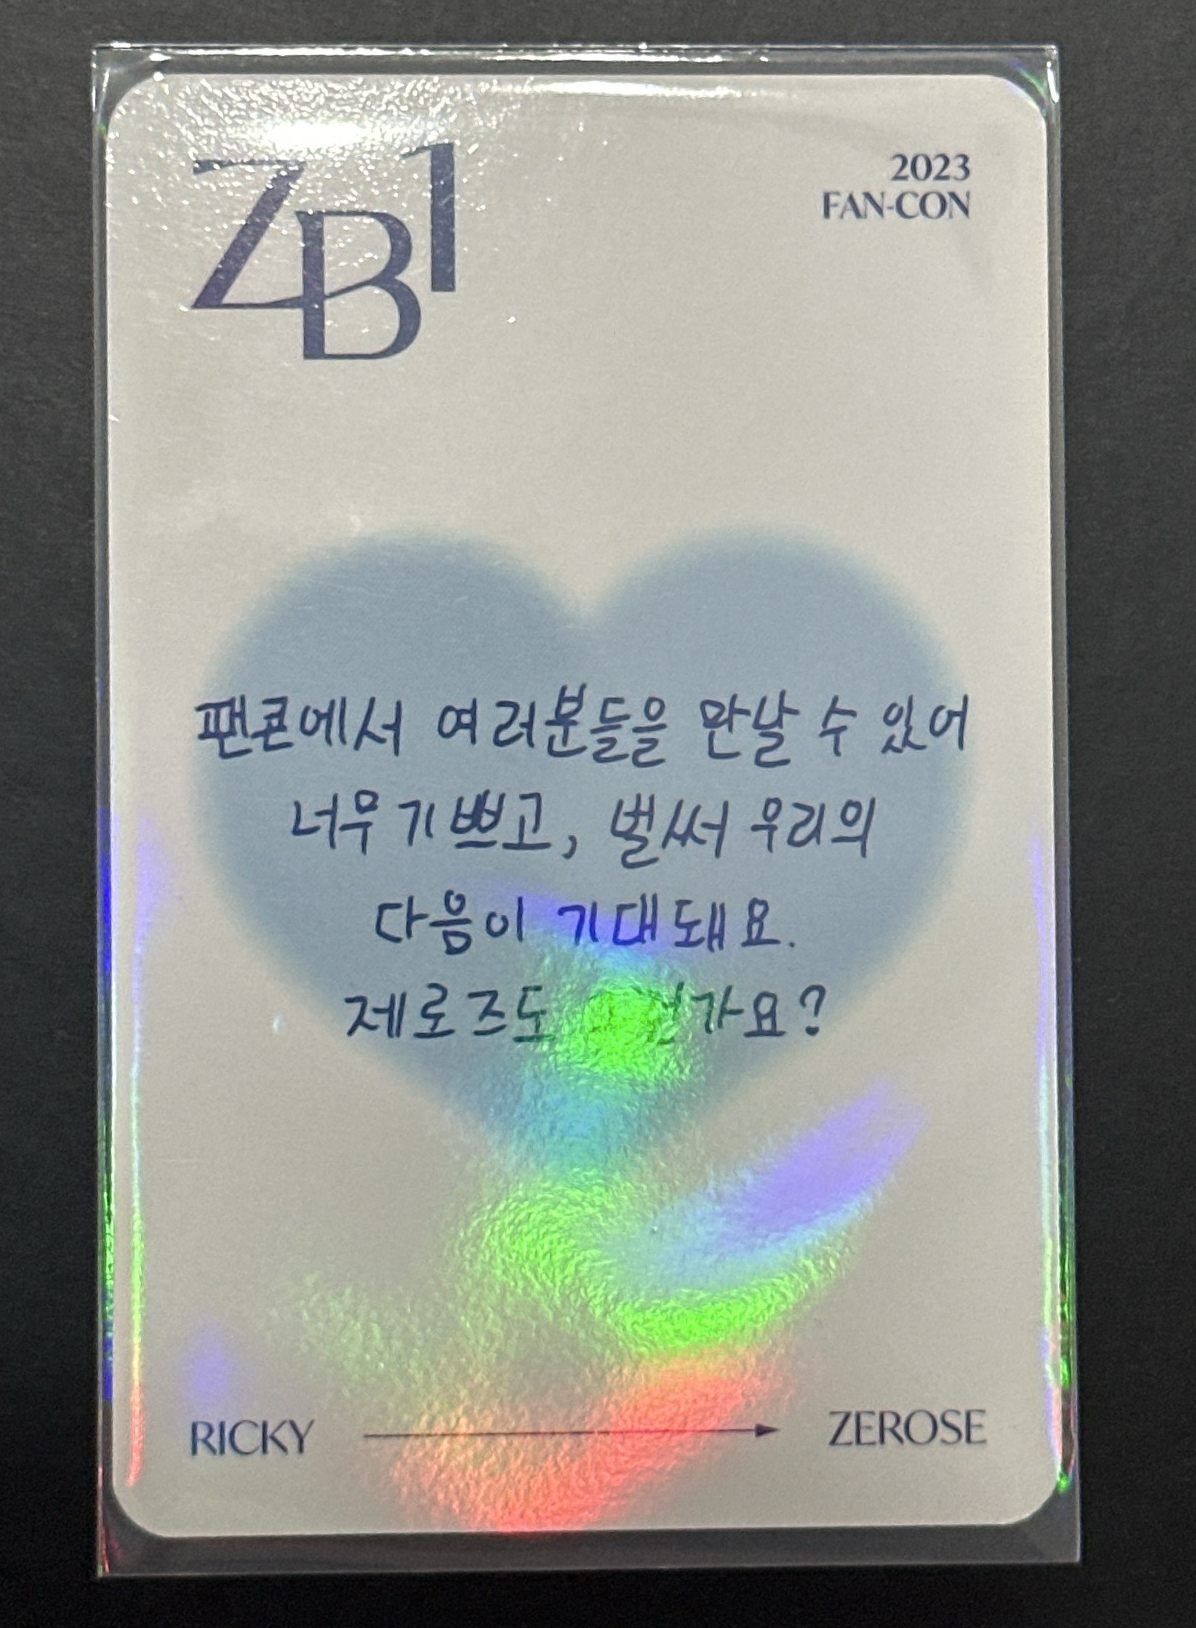 ZB1
2023
FAN-CON
팬콘에서 여러분들을 만날 수 있어
너무 기쁘고, 벌써 우리의
다음이 기대돼요.
제로즈도
RICKY
ZEROSE